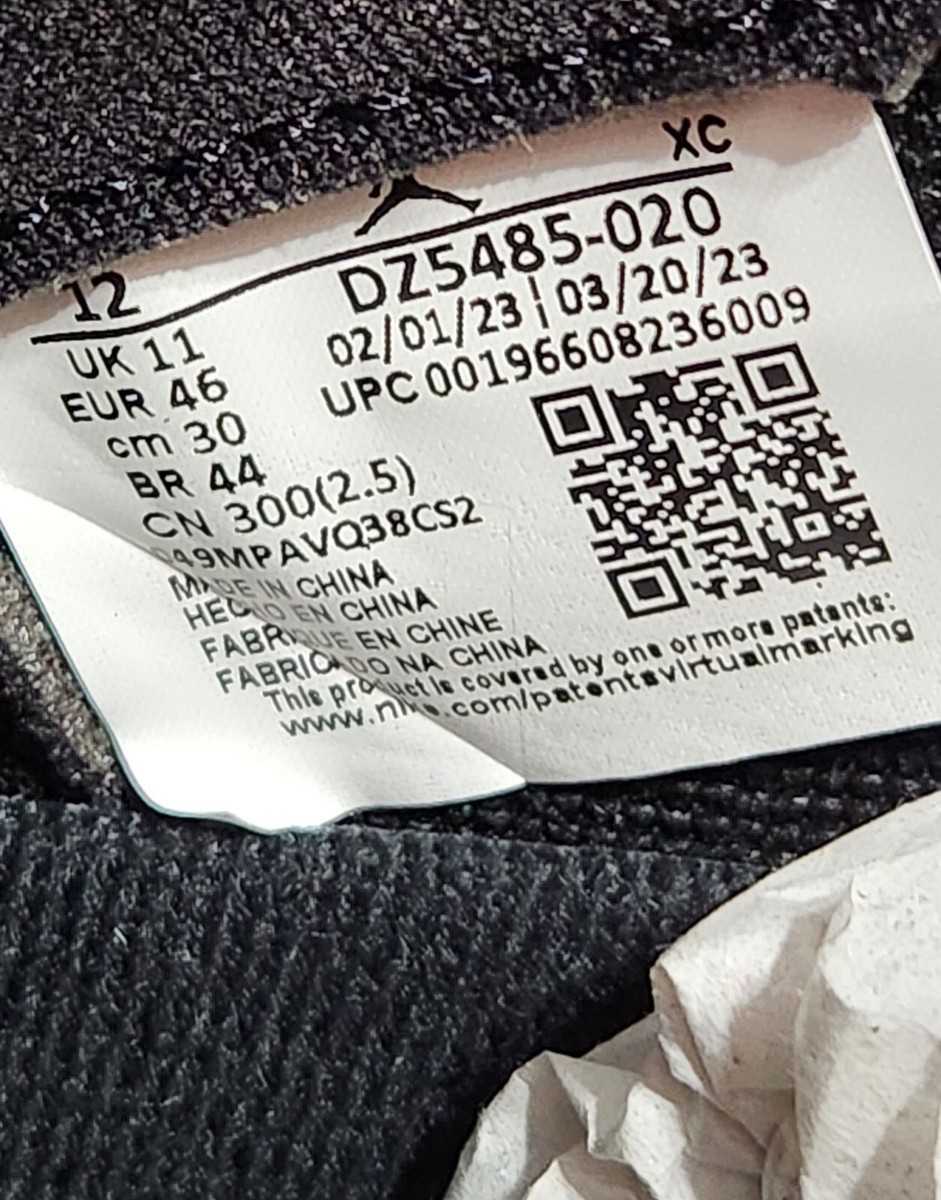 12
XC
UK 11
EUR 46
cm 30
BR 44
CN 300(2.5)
DZ5485-020
02/01/23 | 03/20/23
UPC 00196608236009
49MPAVQ38CS2
MADE IN CHINA
HECHO EN CHINA
FABRIQUE EN CHINE
FABRICADO NA CHINA
This product is covered by one or more patents:
www.nike.com/patentsvirtualmarking